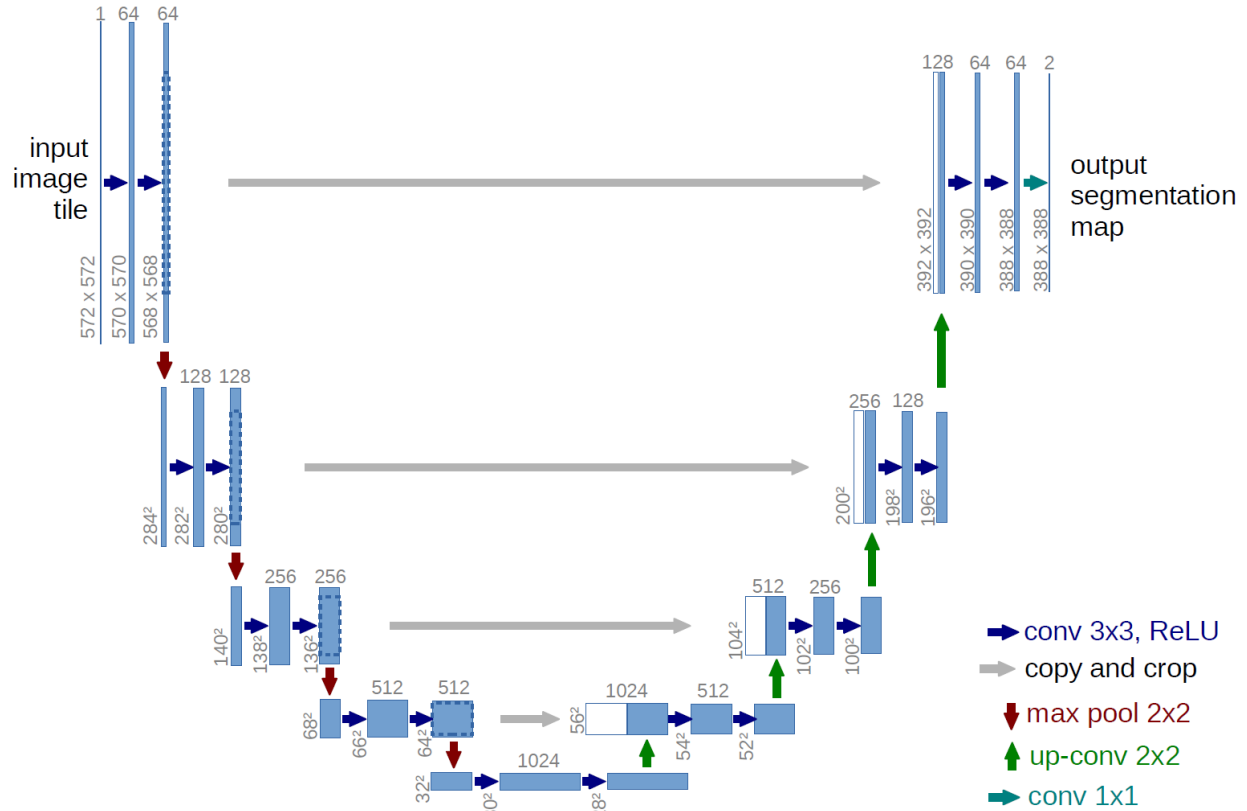 1 64 64
128 64 64 2
input
image
tile
output
segmentation
map
572 x 572
570 x 570
568 x 568
392 x 392
390 x 390
388 x 388
388 x 388
128 128
256 128
284²
282²
280²
200²
198²
196²
256 256
512 256
140²
138²
136²
104²
102²
100²
512 512
1024 512
68²
66²
64²
56²
54²
52²
1024
32²
conv 3x3, ReLU
copy and crop
max pool 2x2
up-conv 2x2
conv 1x1